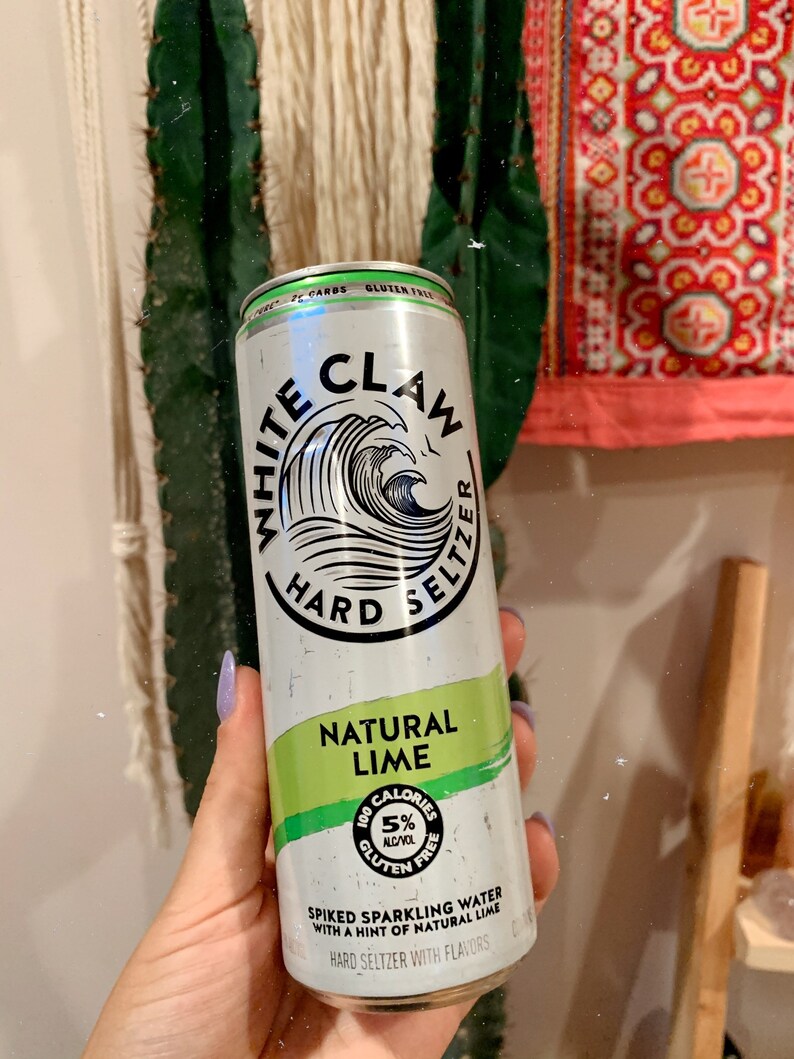 PURE* 2g CARBS GLUTEN FREE
WHITE CLAW
HARD SELTZER
NATURAL
LIME
100 CALORIES
5%
ALC/VOL
GLUTEN FREE
SPIKED SPARKLING WATER
WITH A HINT OF NATURAL LIME
HARD SELTZER WITH FLAVORS